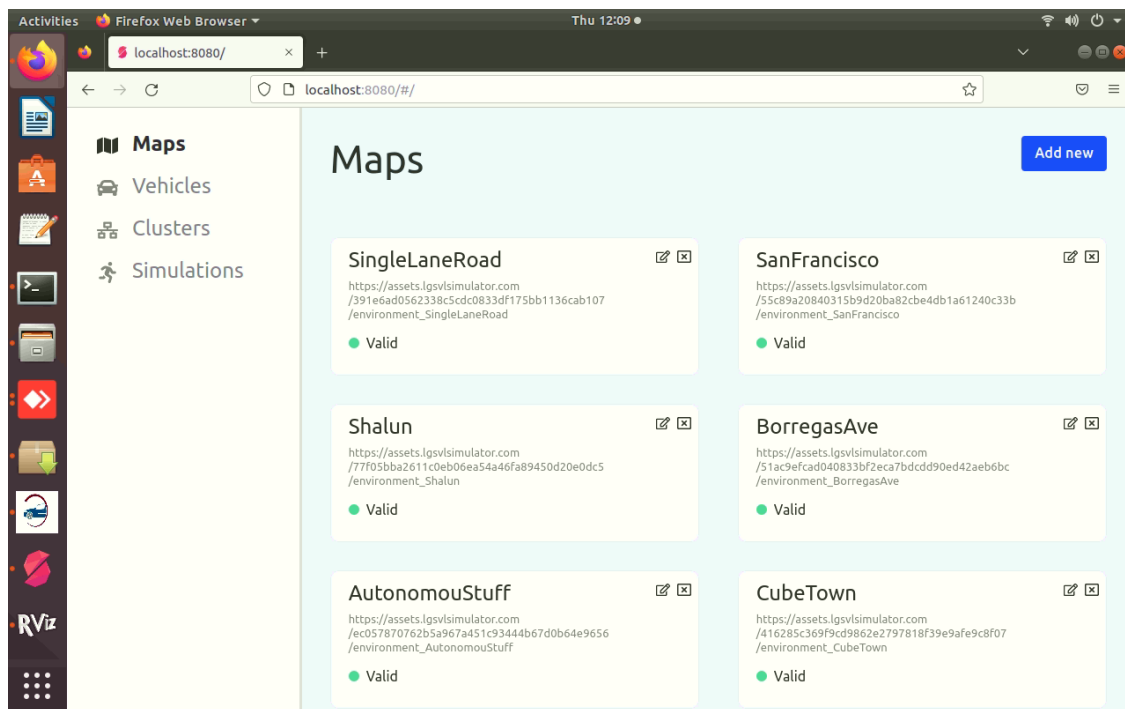 Activities Firefox Web Browser Thu 12:09
localhost:8080/
localhost:8080/#/
Maps
Vehicles
Clusters
Simulations
Maps
Add new
SingleLaneRoad
https://assets.lgsvlsimulator.com
/391e6ad0562338c5cdc0833df175bb1136cab107
/environment_SingleLaneRoad
Valid
SanFrancisco
https://assets.lgsvlsimulator.com
/55c89a20840315b9d20ba82cbe4db1a61240c33b
/environment_SanFrancisco
Valid
Shalun
https://assets.lgsvlsimulator.com
/77f05bba2611c0eb06ea54a46fa89450d20e0dc5
/environment_Shalun
Valid
BorregasAve
https://assets.lgsvlsimulator.com
/51ac9efcad040833bf2eca7bdcdd90ed42aeb6bc
/environment_BorregasAve
Valid
AutonomouStuff
https://assets.lgsvlsimulator.com
/ec057870762b5a967a451c93444b67d0b64e9656
/environment_AutonomouStuff
Valid
CubeTown
https://assets.lgsvlsimulator.com
/416285c369f9cd9862e2797818f39e9afe9c8f07
/environment_CubeTown
Valid
RViz